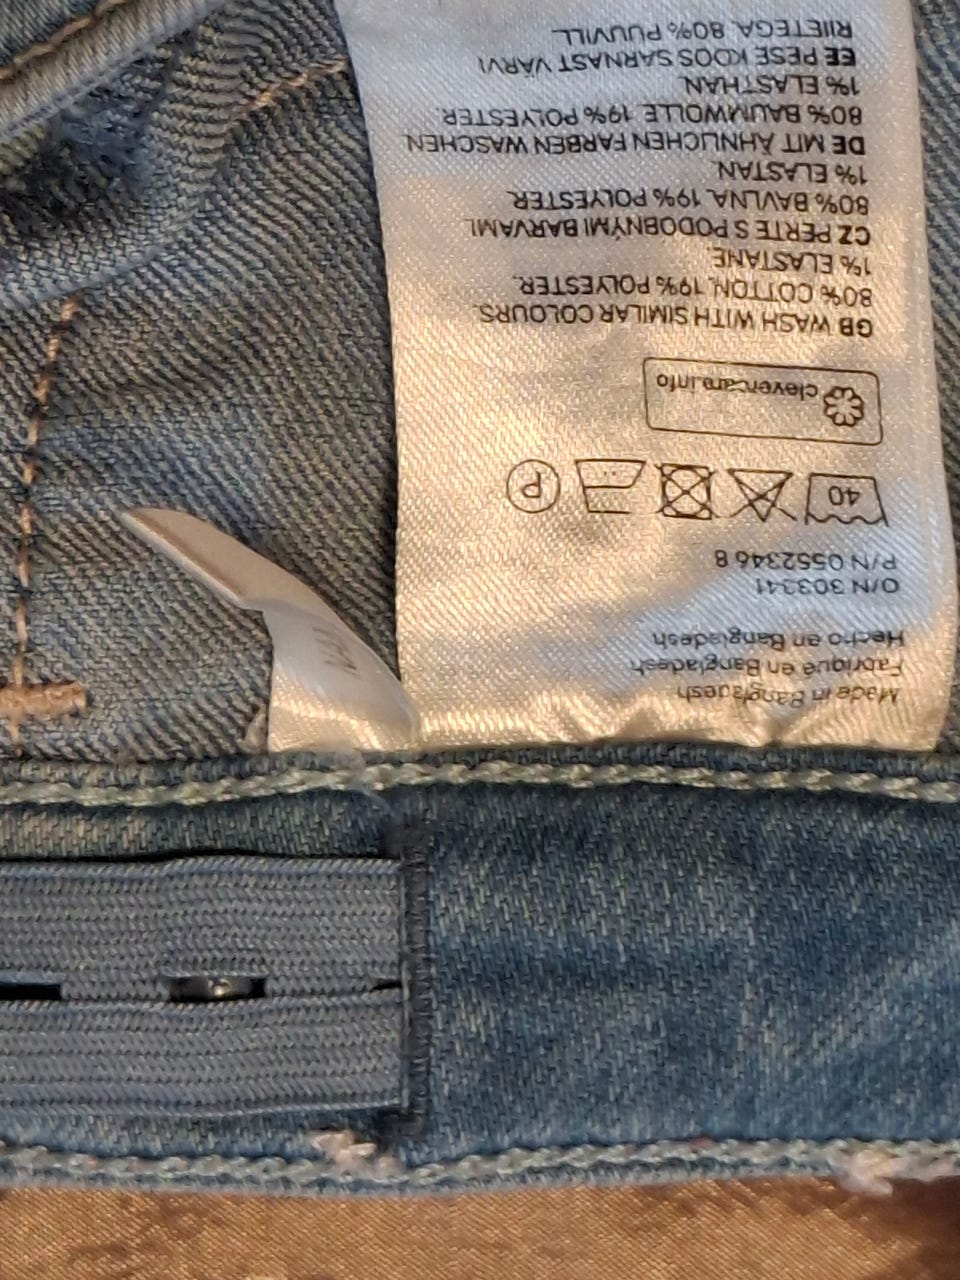 Made in Bangladesh
Fabriqué en Bangladesh
Hecho en Bangladesh
O/N 303341
P/N 0552346 8
40 P
clevercare.info
GB WASH WITH SIMILAR COLOURS.
80% COTTON, 19% POLYESTER,
1% ELASTANE
CZ PERTE S PODOBNÝMI BARVAMI.
80% BAVLNA, 19% POLYESTER,
1% ELASTAN.
DE MIT ÄHNLICHEN FARBEN WASCHEN
80% BAUMWOLLE, 19% POLYESTER,
1% ELASTHAN.
EE PESE KOOS SARNAST VÄRVI
RIIETEGA. 80% PUUVILL,